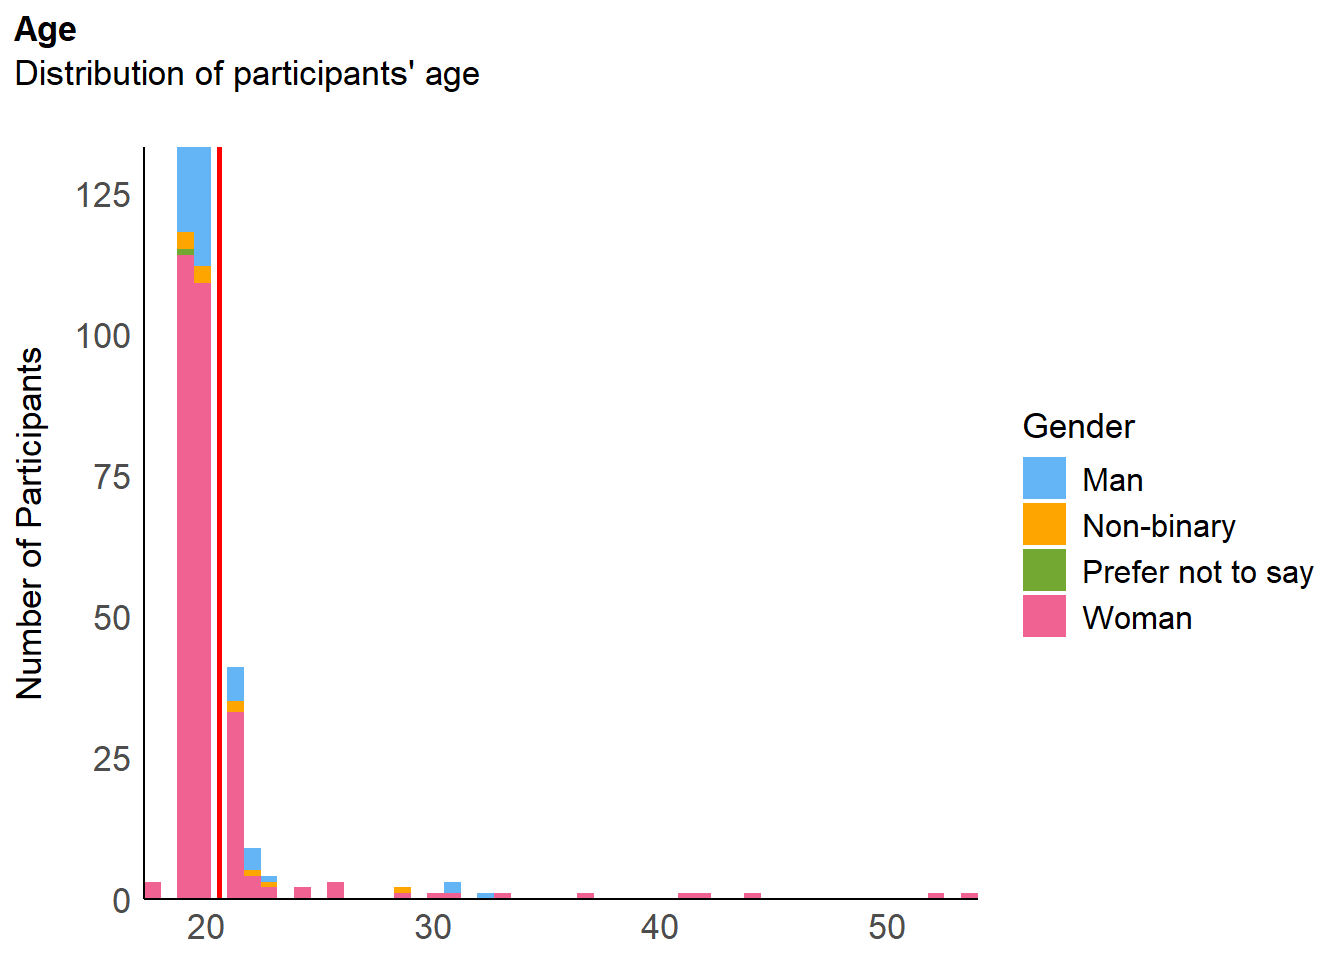 Age
Distribution of participants' age
Number of Participants
125
100
75
50
25
0
20 30 40 50
Gender
Man
Non-binary
Prefer not to say
Woman